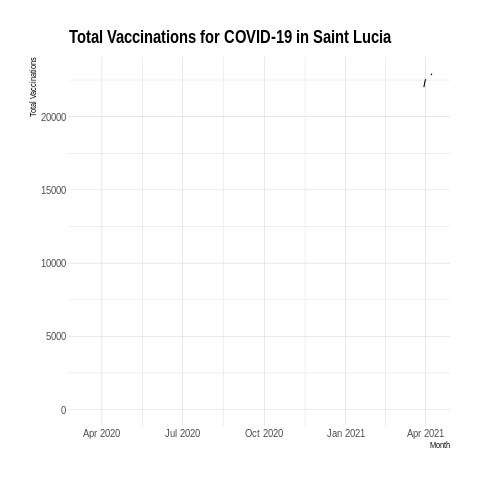 Total Vaccinations for COVID-19 in Saint Lucia
Total Vaccinations
20000
15000
10000
5000
0
Apr 2020 Jul 2020 Oct 2020 Jan 2021 Apr 2021
Month